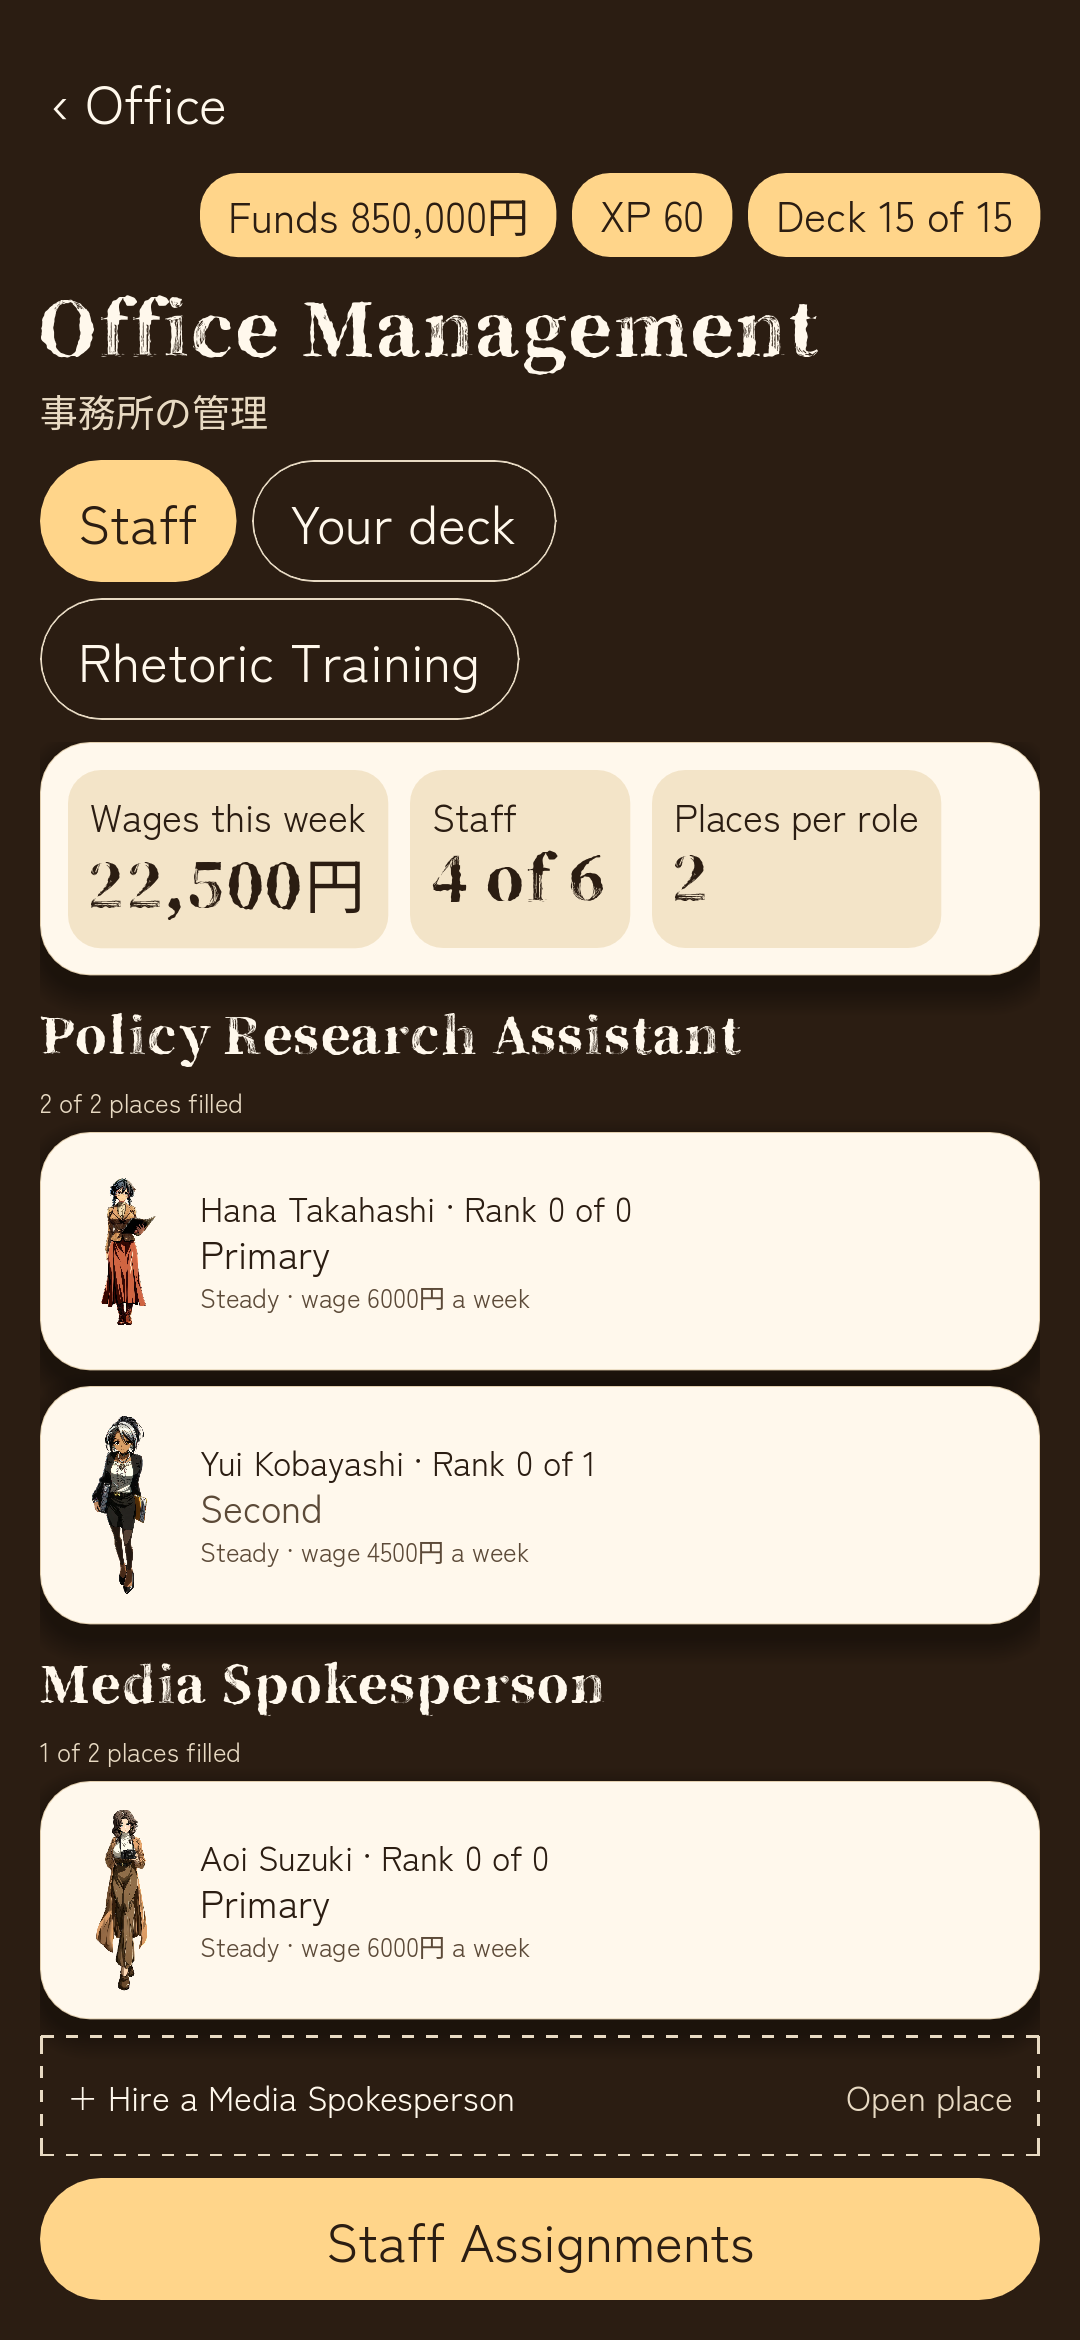 ‹ Office
Funds 850,000円
XP 60
Deck 15 of 15
Office Management
事務所の管理
Staff
Your deck
Rhetoric Training
Wages this week
22,500円
Staff
4 of 6
Places per role
2
Policy Research Assistant
2 of 2 places filled
Hana Takahashi · Rank 0 of 0
Primary
Steady · wage 6000円 a week
Yui Kobayashi · Rank 0 of 1
Second
Steady · wage 4500円 a week
Media Spokesperson
1 of 2 places filled
Aoi Suzuki · Rank 0 of 0
Primary
Steady · wage 6000円 a week
+ Hire a Media Spokesperson
Open place
Staff Assignments